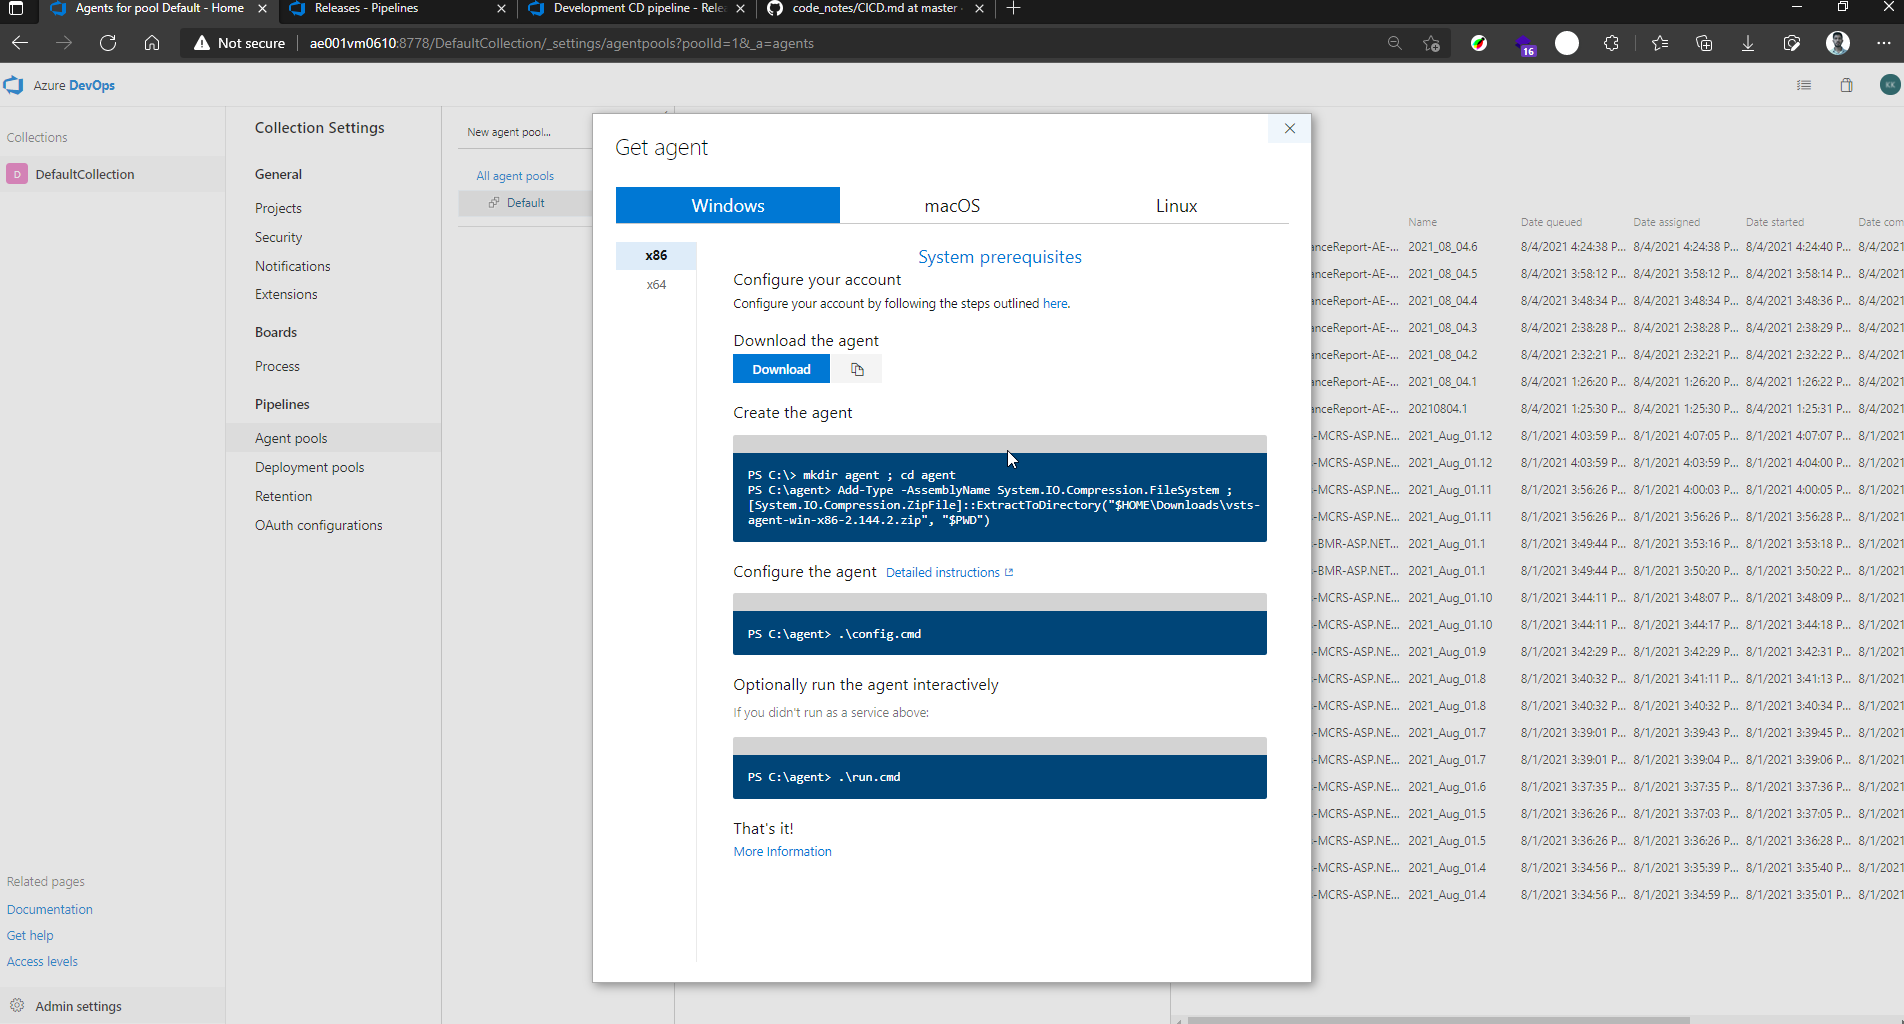 Agents for pool Default - Home
Releases - Pipelines
Development CD pipeline - Rele
code_notes/CICD.md at master
Not secure
ae001vm0610:8778/DefaultCollection/_settings/agentpools?poolId=1&_a=agents
16
Azure DevOps
KK
Collections
D
DefaultCollection
Collection Settings
General
Projects
Security
Notifications
Extensions
Boards
Process
Pipelines
Agent pools
Deployment pools
Retention
OAuth configurations
Related pages
Documentation
Get help
Access levels
Admin settings
New agent pool...
All agent pools
Default
Get agent
Windows
macOS
Linux
x86
x64
System prerequisites
Configure your account
Configure your account by following the steps outlined here.
Download the agent
Download
Create the agent
PS C:\> mkdir agent ; cd agent
PS C:\agent> Add-Type -AssemblyName System.IO.Compression.FileSystem ;
[System.IO.Compression.ZipFile]::ExtractToDirectory("$HOME\Downloads\vsts-
agent-win-x86-2.144.2.zip", "$PWD")
Configure the agent Detailed instructions
PS C:\agent> .\config.cmd
Optionally run the agent interactively
If you didn't run as a service above:
PS C:\agent> .\run.cmd
That's it!
More Information
Name Date queued Date assigned Date started Date com
anceReport-AE-... 2021_08_04.6 8/4/2021 4:24:38 P... 8/4/2021 4:24:38 P... 8/4/2021 4:24:40 P... 8/4/2021
anceReport-AE-... 2021_08_04.5 8/4/2021 3:58:12 P... 8/4/2021 3:58:12 P... 8/4/2021 3:58:14 P... 8/4/2021
anceReport-AE-... 2021_08_04.4 8/4/2021 3:48:34 P... 8/4/2021 3:48:34 P... 8/4/2021 3:48:36 P... 8/4/2021
anceReport-AE-... 2021_08_04.3 8/4/2021 2:38:28 P... 8/4/2021 2:38:28 P... 8/4/2021 2:38:29 P... 8/4/2021
anceReport-AE-... 2021_08_04.2 8/4/2021 2:32:21 P... 8/4/2021 2:32:21 P... 8/4/2021 2:32:22 P... 8/4/2021
anceReport-AE-... 2021_08_04.1 8/4/2021 1:26:20 P... 8/4/2021 1:26:20 P... 8/4/2021 1:26:22 P... 8/4/2021
anceReport-AE-... 20210804.1 8/4/2021 1:25:30 P... 8/4/2021 1:25:30 P... 8/4/2021 1:25:31 P... 8/4/2021
-MCRS-ASP.NE... 2021_Aug_01.12 8/1/2021 4:03:59 P... 8/1/2021 4:07:05 P... 8/1/2021 4:07:07 P... 8/1/2021
-MCRS-ASP.NE... 2021_Aug_01.12 8/1/2021 4:03:59 P... 8/1/2021 4:03:59 P... 8/1/2021 4:04:00 P... 8/1/2021
-MCRS-ASP.NE... 2021_Aug_01.11 8/1/2021 3:56:26 P... 8/1/2021 4:00:03 P... 8/1/2021 4:00:05 P... 8/1/2021
-MCRS-ASP.NE... 2021_Aug_01.11 8/1/2021 3:56:26 P... 8/1/2021 3:56:26 P... 8/1/2021 3:56:28 P... 8/1/2021
-BMR-ASP.NET... 2021_Aug_01.1 8/1/2021 3:49:44 P... 8/1/2021 3:53:16 P... 8/1/2021 3:53:18 P... 8/1/2021
-BMR-ASP.NET... 2021_Aug_01.1 8/1/2021 3:49:44 P... 8/1/2021 3:50:20 P... 8/1/2021 3:50:22 P... 8/1/2021
-MCRS-ASP.NE... 2021_Aug_01.10 8/1/2021 3:44:11 P... 8/1/2021 3:48:07 P... 8/1/2021 3:48:09 P... 8/1/2021
-MCRS-ASP.NE... 2021_Aug_01.10 8/1/2021 3:44:11 P... 8/1/2021 3:44:17 P... 8/1/2021 3:44:18 P... 8/1/2021
-MCRS-ASP.NE... 2021_Aug_01.9 8/1/2021 3:42:29 P... 8/1/2021 3:42:29 P... 8/1/2021 3:42:31 P... 8/1/2021
-MCRS-ASP.NE... 2021_Aug_01.8 8/1/2021 3:40:32 P... 8/1/2021 3:41:11 P... 8/1/2021 3:41:13 P... 8/1/2021
-MCRS-ASP.NE... 2021_Aug_01.8 8/1/2021 3:40:32 P... 8/1/2021 3:40:32 P... 8/1/2021 3:40:34 P... 8/1/2021
-MCRS-ASP.NE... 2021_Aug_01.7 8/1/2021 3:39:01 P... 8/1/2021 3:39:43 P... 8/1/2021 3:39:45 P... 8/1/2021
-MCRS-ASP.NE... 2021_Aug_01.7 8/1/2021 3:39:01 P... 8/1/2021 3:39:04 P... 8/1/2021 3:39:06 P... 8/1/2021
-MCRS-ASP.NE... 2021_Aug_01.6 8/1/2021 3:37:35 P... 8/1/2021 3:37:35 P... 8/1/2021 3:37:36 P... 8/1/2021
-MCRS-ASP.NE... 2021_Aug_01.5 8/1/2021 3:36:26 P... 8/1/2021 3:37:03 P... 8/1/2021 3:37:05 P... 8/1/2021
-MCRS-ASP.NE... 2021_Aug_01.5 8/1/2021 3:36:26 P... 8/1/2021 3:36:26 P... 8/1/2021 3:36:28 P... 8/1/2021
-MCRS-ASP.NE... 2021_Aug_01.4 8/1/2021 3:34:56 P... 8/1/2021 3:35:39 P... 8/1/2021 3:35:40 P... 8/1/2021
-MCRS-ASP.NE... 2021_Aug_01.4 8/1/2021 3:34:56 P... 8/1/2021 3:34:59 P... 8/1/2021 3:35:01 P... 8/1/2021